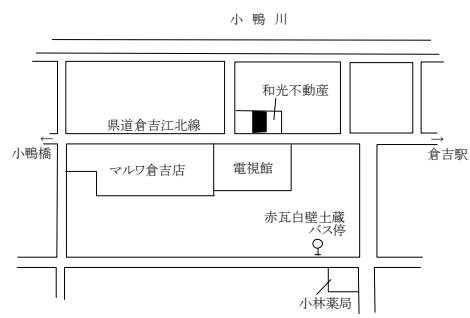 小鴨川
和光不動産
県道倉吉江北線
←
小鴨橋
→
倉吉駅
マルワ倉吉店
電視館
赤瓦白壁土蔵
バス停
小林薬局